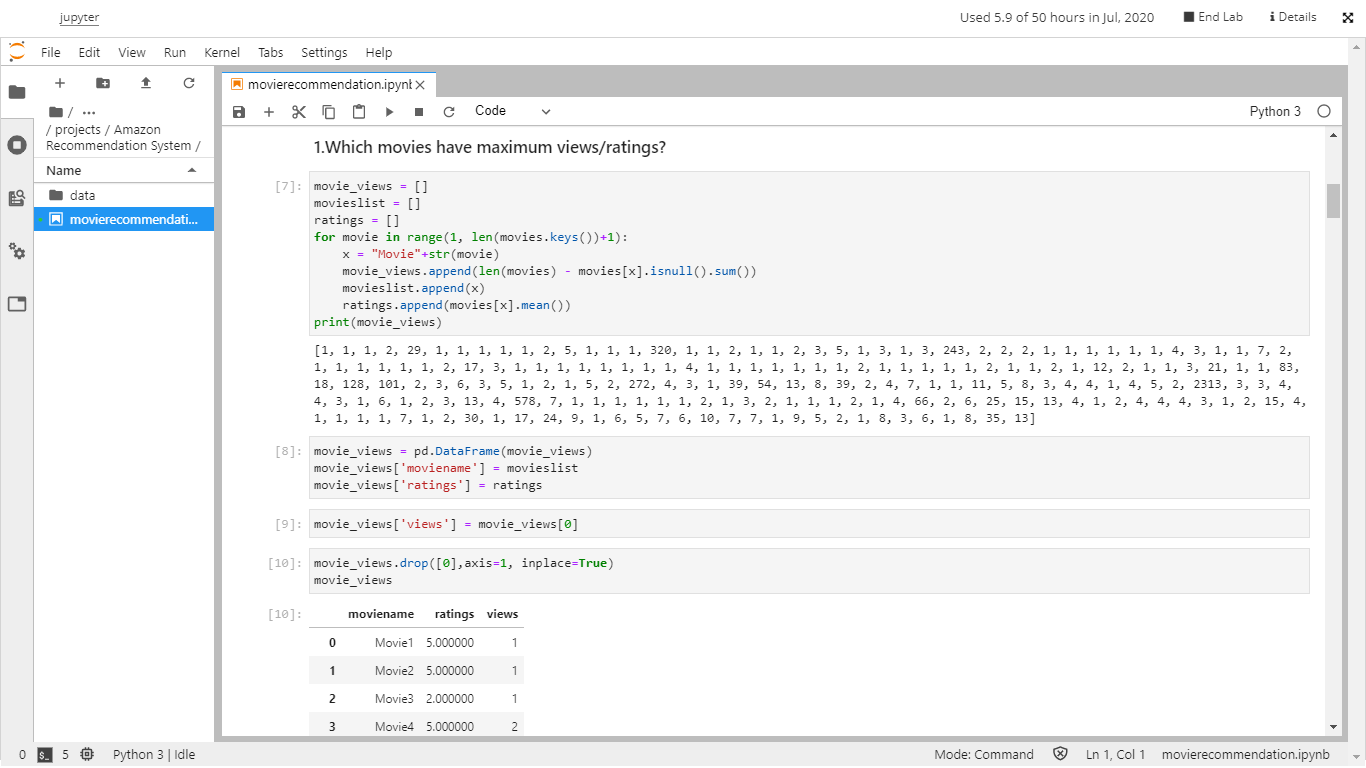 jupyter
Used 5.9 of 50 hours in Jul, 2020
End Lab
Details
File Edit View Run Kernel Tabs Settings Help
/ ...
/ projects / Amazon
Recommendation System /
Name
data
movierecommendati...
movierecommendation.ipynb
Code
Python 3
1.Which movies have maximum views/ratings?
[7]:
movie_views = []
movieslist = []
ratings = []
for movie in range(1, len(movies.keys())+1):
    x = "Movie"+str(movie)
    movie_views.append(len(movies) - movies[x].isnull().sum())
    movieslist.append(x)
    ratings.append(movies[x].mean())
print(movie_views)
[1, 1, 1, 2, 29, 1, 1, 1, 1, 1, 2, 5, 1, 1, 1, 320, 1, 1, 2, 1, 1, 2, 3, 5, 1, 3, 1, 3, 243, 2, 2, 2, 1, 1, 1, 1, 1, 1, 4, 3, 1, 1, 7, 2,
1, 1, 1, 1, 1, 1, 2, 17, 3, 1, 1, 1, 1, 1, 1, 1, 4, 1, 1, 1, 1, 1, 1, 1, 2, 1, 1, 1, 1, 1, 2, 1, 1, 2, 1, 12, 2, 1, 1, 3, 21, 1, 1, 83,
18, 128, 101, 2, 3, 6, 3, 5, 1, 2, 1, 5, 2, 272, 4, 3, 1, 39, 54, 13, 8, 39, 2, 4, 7, 1, 1, 11, 5, 8, 3, 4, 4, 1, 4, 5, 2, 2313, 3, 3, 4,
4, 3, 1, 6, 1, 2, 3, 13, 4, 578, 7, 1, 1, 1, 1, 1, 1, 2, 1, 3, 2, 1, 1, 1, 2, 1, 4, 66, 2, 6, 25, 15, 13, 4, 1, 2, 4, 4, 4, 3, 1, 2, 15, 4,
1, 1, 1, 1, 7, 1, 2, 30, 1, 17, 24, 9, 1, 6, 5, 7, 6, 10, 7, 7, 1, 9, 5, 2, 1, 8, 3, 6, 1, 8, 35, 13]
[8]:
movie_views = pd.DataFrame(movie_views)
movie_views['moviename'] = movieslist
movie_views['ratings'] = ratings
[9]:
movie_views['views'] = movie_views[0]
[10]:
movie_views.drop([0],axis=1, inplace=True)
movie_views
[10]:
moviename ratings views
0 Movie1 5.000000 1
1 Movie2 5.000000 1
2 Movie3 2.000000 1
3 Movie4 5.000000 2
0 $_ 5 Python 3 | Idle
Mode: Command
Ln 1, Col 1
movierecommendation.ipynb